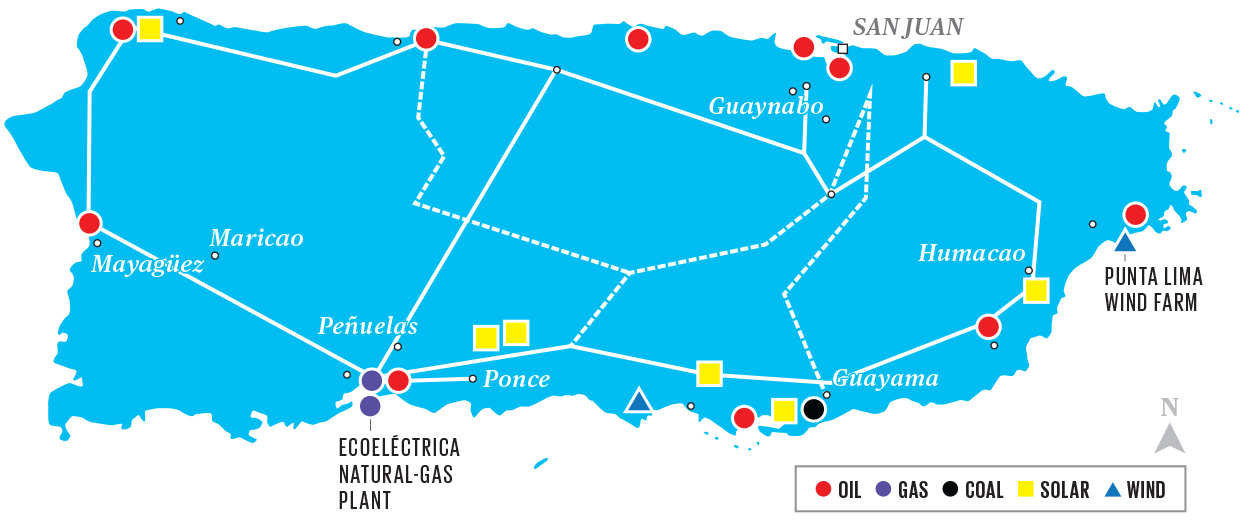 SAN JUAN
Guaynabo
Maricao
Mayagüez
Humacao
PUNTA LIMA
WIND FARM
Peñuelas
Ponce
Guayama
N
ECOELÉCTRICA
NATURAL-GAS
PLANT
OIL GAS COAL SOLAR WIND